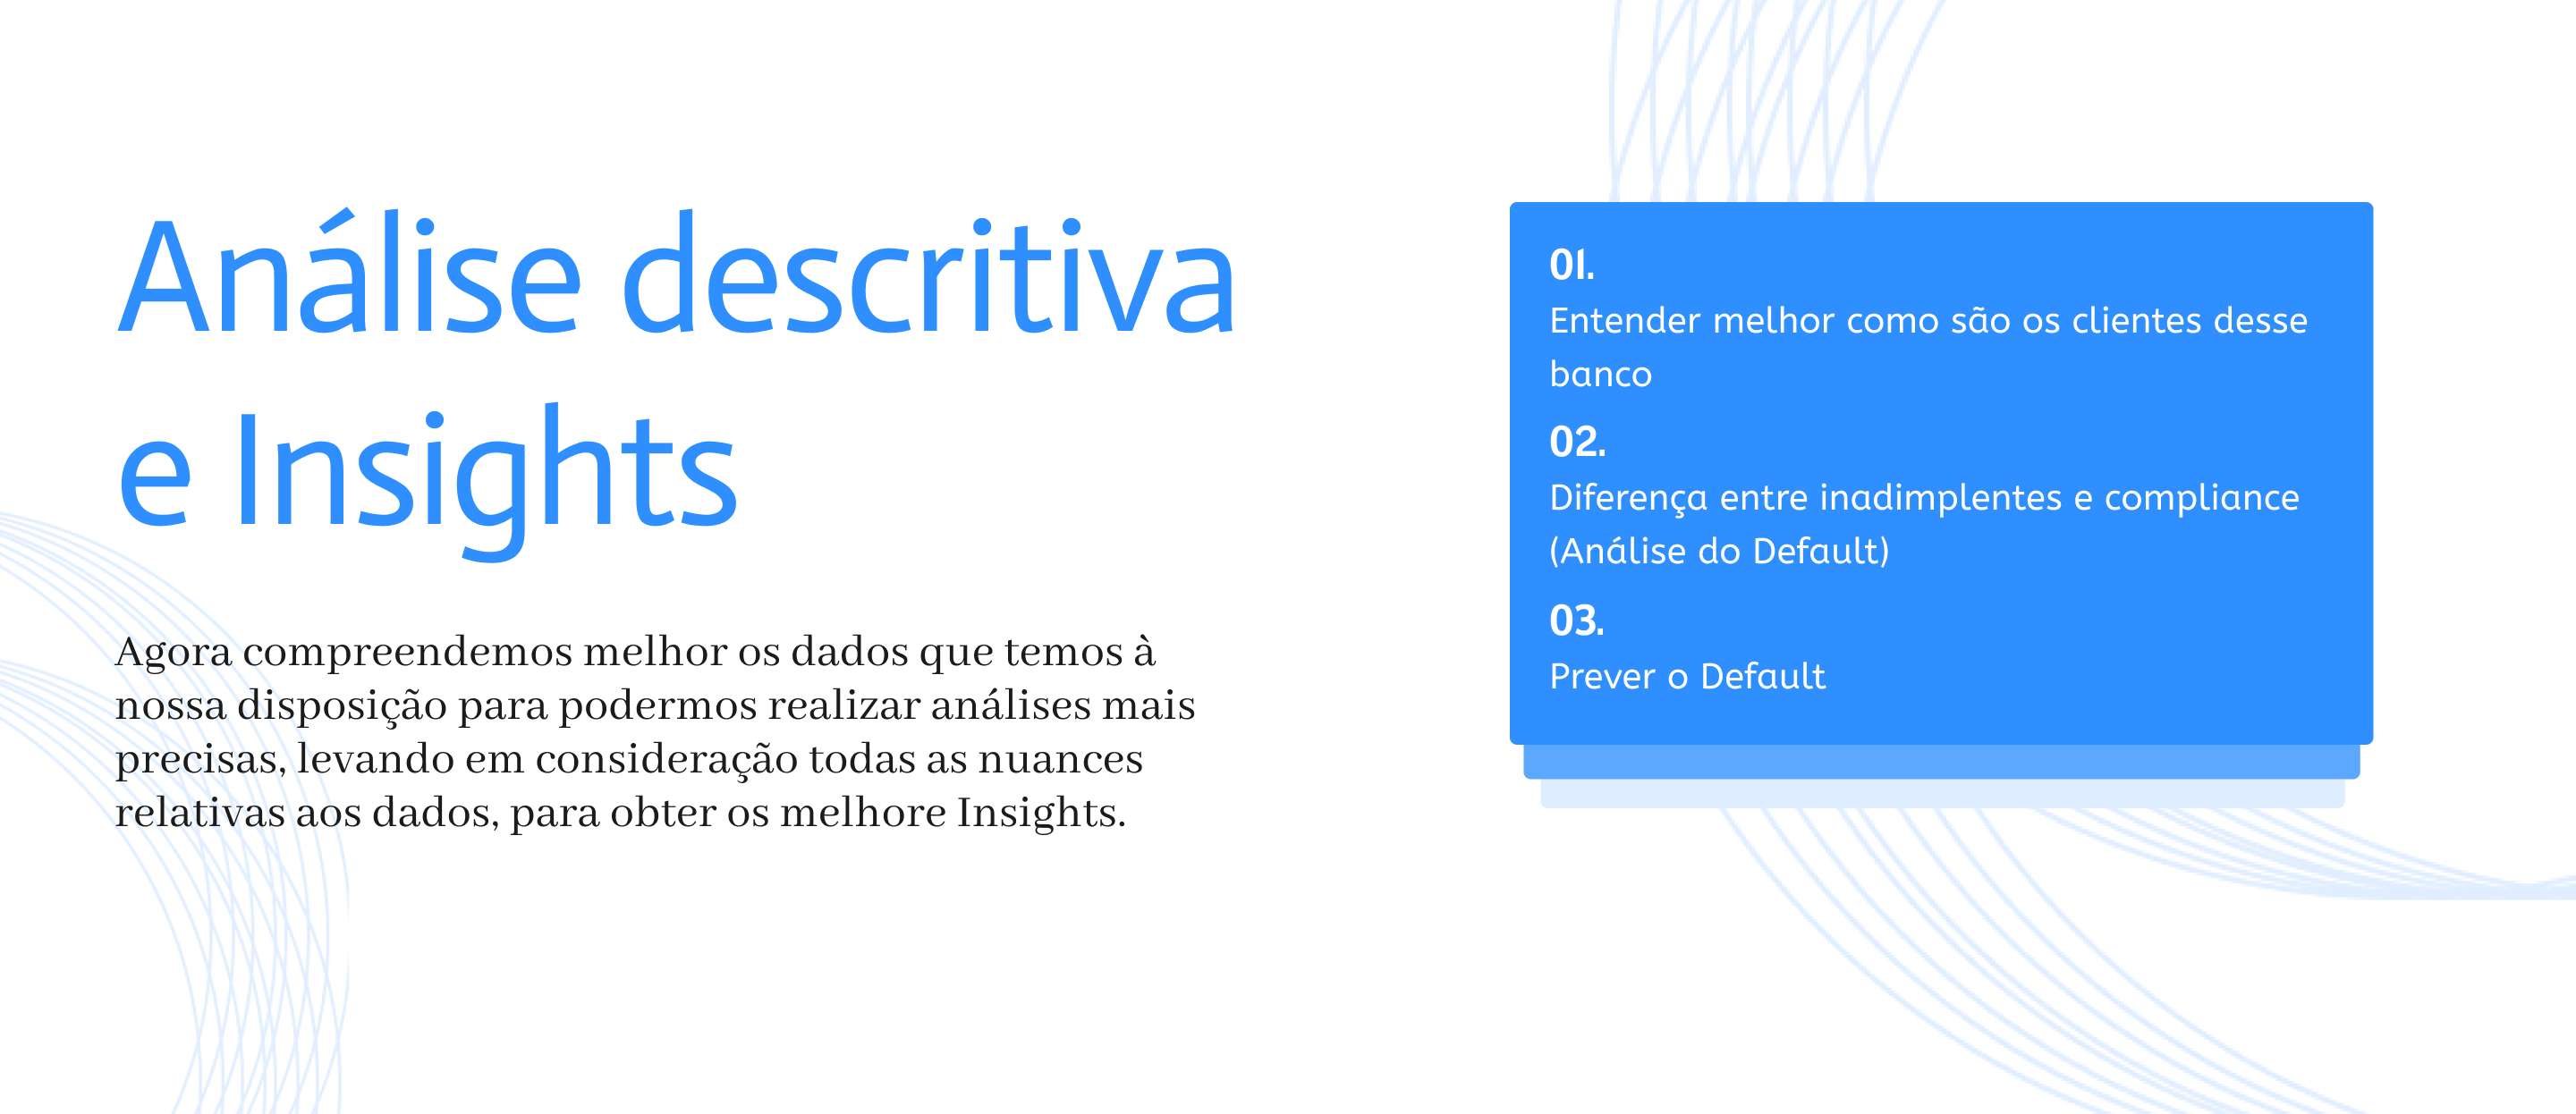 Análise descritiva
e Insights
Agora compreendemos melhor os dados que temos à
nossa disposição para podermos realizar análises mais
precisas, levando em consideração todas as nuances
relativas aos dados, para obter os melhore Insights.
01.
Entender melhor como são os clientes desse
banco
02.
Diferença entre inadimplentes e compliance
(Análise do Default)
03.
Prever o Default